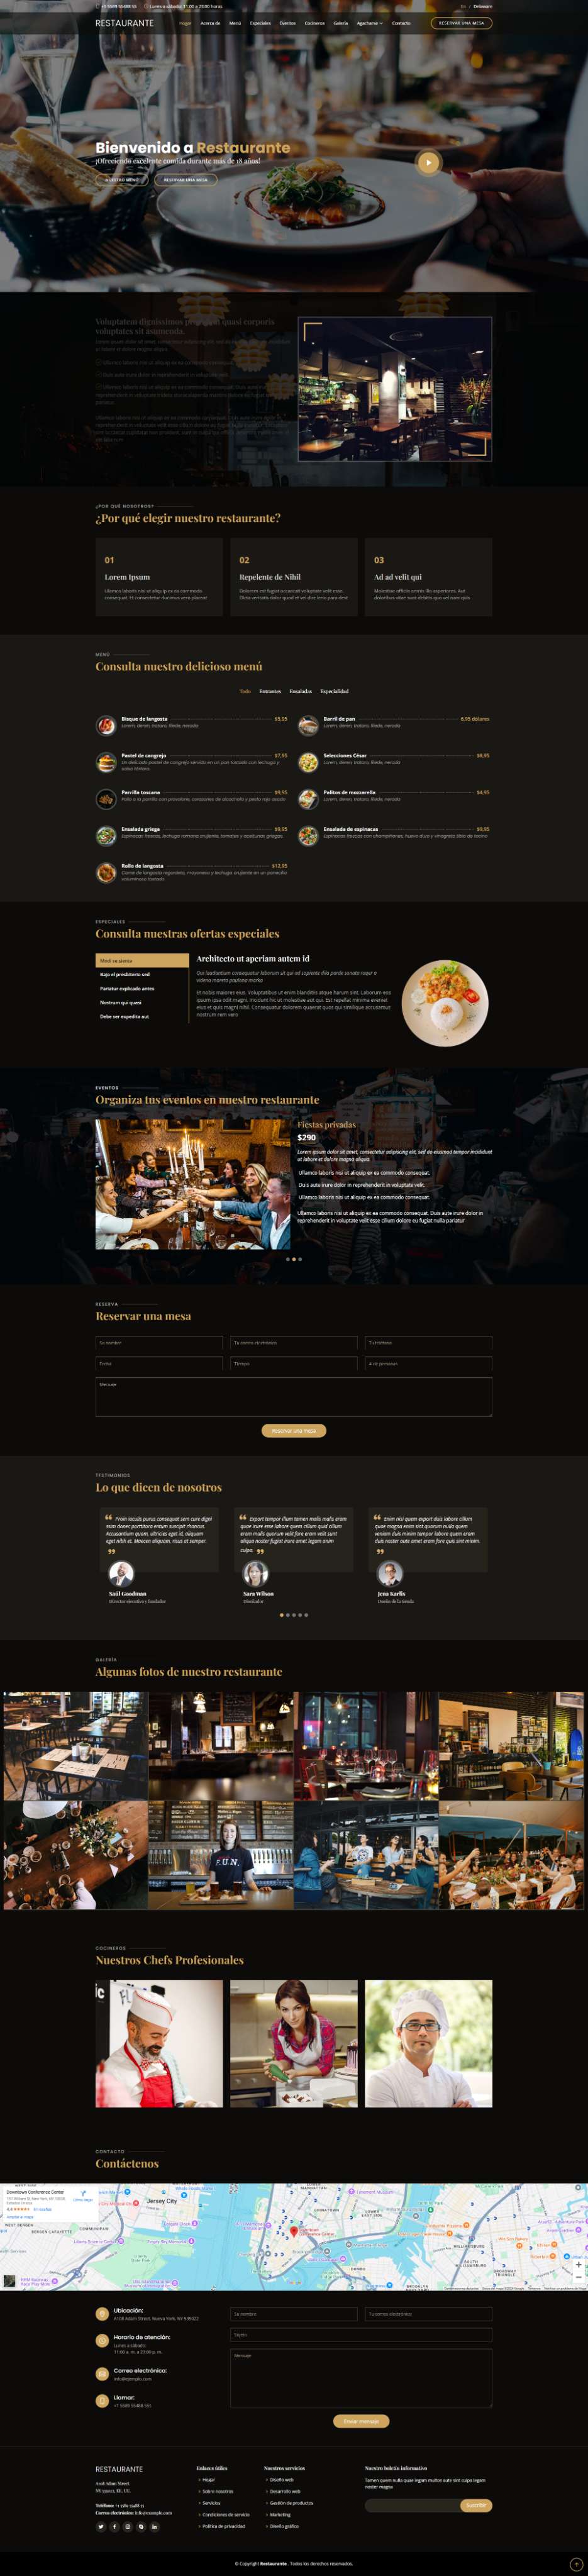 +1 5589 55488 55
Lunes a sábado: 11:00 a 23:00 horas
En / Delaware
RESTAURANTE
Hogar
Acerca de
Menú
Especiales
Eventos
Cocineros
Galería
Agacharse
Contacto
RESERVAR UNA MESA
Bienvenido a Restaurante
¡Ofreciendo excelente comida durante más de 18 años!
NUESTRO MENÚ
RESERVAR UNA MESA
¿POR QUÉ NOSOTROS?
¿Por qué elegir nuestro restaurante?
01
Lorem Ipsum
Ullamco laboris nisi ut aliquip ex ea commodo
consequat. Et consectetur ducimus vero placeat
02
Repelente de Nihil
Dolorem est fugiat occaecati voluptate velit esse.
Dicta veritatis dolor quod et vel dire leno para dest
03
Ad ad velit qui
Molestiae officiis omnis illo asperiores. Aut
doloribus vitae sunt debitis quo vel nam quis
MENÚ
Consulta nuestro delicioso menú
Todo
Entrantes
Ensaladas
Especialidad
Bisque de langosta $5,95
Lorem, deren, trataro, filede, nerada
Barril de pan 6,95 dólares
Lorem, deren, trataro, filede, nerada
Pastel de cangrejo $7,95
Un delicado pastel de cangrejo servido en un pan tostado con lechuga y
salsa tártara
Selecciones César $8,95
Lorem, deren, trataro, filede, nerada
Parrilla toscana $9,95
Pollo a la parrilla con provolone, corazones de alcachofa y pesto rojo asado
Palitos de mozzarella $4,95
Lorem, deren, trataro, filede, nerada
Ensalada griega $9,95
Espinacas frescas, lechuga romana crujiente, tomates y aceitunas griegas.
Ensalada de espinacas $9,95
Espinacas frescas con champiñones, huevo duro y vinagreta tibia de tocino
Rollo de langosta $12,95
Carne de langosta regordeta, mayonesa y lechuga crujiente en un panecillo
voluminoso tostado
ESPECIALES
Consulta nuestras ofertas especiales
Modi se sienta
Bajo el predictorio sed
Pariatur explicado antes
Nostrum qui quasi
Debe ser expedita aut
Architecto ut aperiam autem id
Qui laudantium consequatur laborum sit qui ad sapiente dila parde sonata raqer a
videna mareta paulona marko
Et nobis maiores eius. Voluptatibus ut enim blanditiis atque harum sint. Laborum eos
ipsum ipsa odit magni. Incidunt hic ut molestiae aut qui. Est repellat minima eveniet
eius et quis magni nihil. Consequatur dolorem quaerat quos qui similique accusamus
nostrum rem vero
EVENTOS
Organiza tus eventos en nuestro restaurante
Fiestas privadas
$290
Lorem ipsum dolor sit amet, consectetur adipiscing elit, sed do eiusmod tempor incididunt
ut labore et dolore magna aliqua.
Ullamco laboris nisi ut aliquip ex ea commodo consequat.
Duis aute irure dolor in reprehenderit in voluptate velit.
Ullamco laboris nisi ut aliquip ex ea commodo consequat.
Ullamco laboris nisi ut aliquip ex ea commodo consequat. Duis aute irure dolor in
reprehenderit in voluptate velit esse cillum dolore eu fugiat nulla pariatur
RESERVA
Reservar una mesa
Su nombre
Tu correo electrónico
Tu teléfono
Fecha
Tiempo
# de personas
Mensaje
Reservar una mesa
TESTIMONIOS
Lo que dicen de nosotros
Proin iaculis purus consequat sem cure digni
ssim donec porttitora entum suscipit rhoncus.
Accusantium quam, ultricies eget id, aliquam
eget nibh et. Maecen aliquam, risus at semper.
Saúl Goodman
Director ejecutivo y fundador
Export tempor illum tamen malis malis eram
quae irure esse labore quem cillum quid cillum
eram malis quorum velit fore eram velit sunt
aliqua noster fugiat irure amet legam anim
culpa.
Sara Wilson
Diseñador
Enim nisi quem export duis labore cillum
quae magna enim sint quorum nulla quem
veniam duis minim tempor labore quem eram
duis noster aute amet eram fore quis sint minim.
Jena Karlis
Dueño de la tienda
GALERÍA
Algunas fotos de nuestro restaurante
F.U.N.
COCINEROS
Nuestros Chefs Profesionales
CONTACTO
Contáctenos
Downtown Conference Center
Jersey City
CHINATOWN
LOWER
EAST SIDE
WILLIAMSBURG
SOUTH
WILLIAMSBURG
DUMBO
BROADWAY
TRIANGLE
BERGEN-LAFAYETTE
COMMUNIPAW
Ubicación:
A108 Adam Street, Nueva York, NY 535022
Horario de atención:
Lunes a sábado:
11:00 a. m. a 23:00 p. m.
Correo electrónico:
info@ejemplo.com
Llamar:
+1 5589 55488 55s
Su nombre
Tu correo electrónico
Sujeto
Mensaje
Enviar mensaje
RESTAURANTE
A108 Adam Street
NY 535022, EE. UU.
Teléfono: +1 5589 55488 55
Correo electrónico: info@example.com
Enlaces útiles
Hogar
Sobre nosotros
Servicios
Condiciones de servicio
Política de privacidad
Nuestros servicios
Diseño web
Desarrollo web
Gestión de productos
Marketing
Diseño gráfico
Nuestro boletín informativo
Tamen quem nulla quae legam multos aute sint culpa legam
noster magna
Suscribir
© Copyright Restaurante . Todos los derechos reservados.